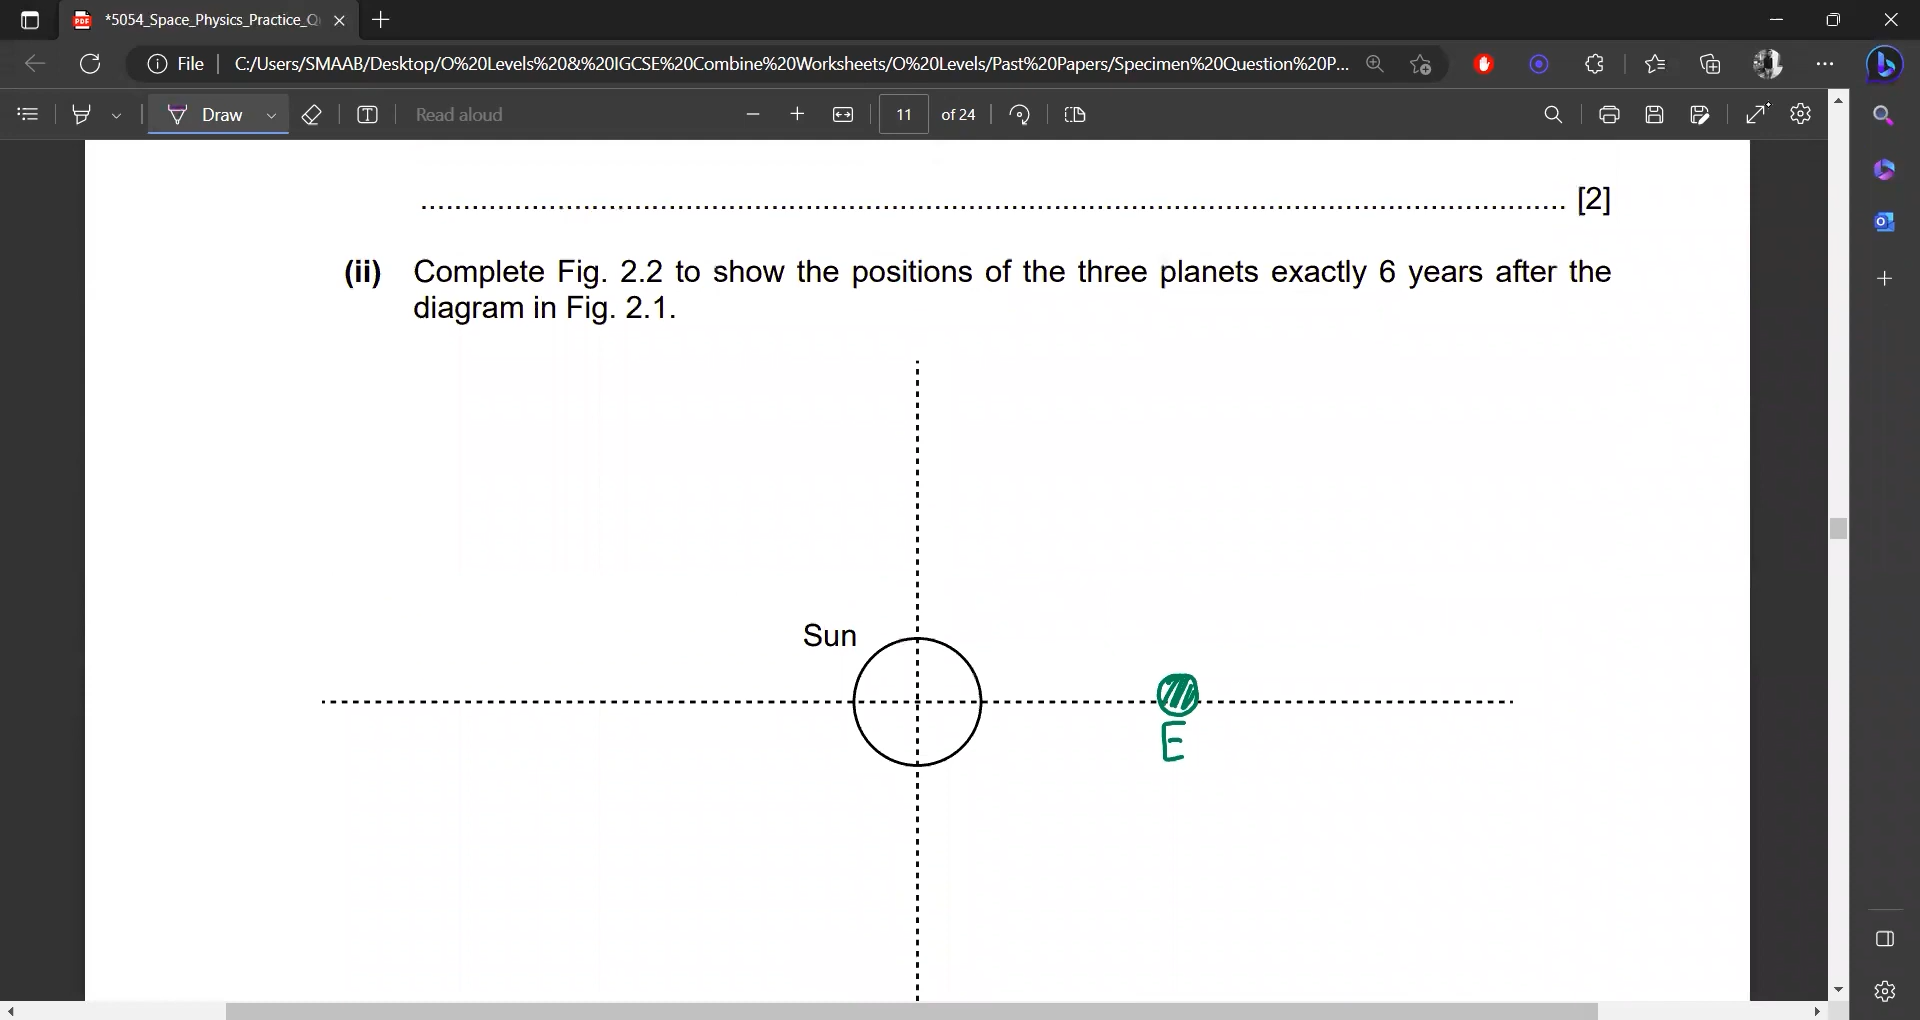 *5054_Space_Physics_Practice_Q
File
C:/Users/SMAAB/Desktop/O%20Levels%20&%20IGCSE%20Combine%20Worksheets/O%20Levels/Past%20Papers/Specimen%20Question%20P...
Draw
Read aloud
11 of 24
[2]
(ii) Complete Fig. 2.2 to show the positions of the three planets exactly 6 years after the
diagram in Fig. 2.1.
Sun
E